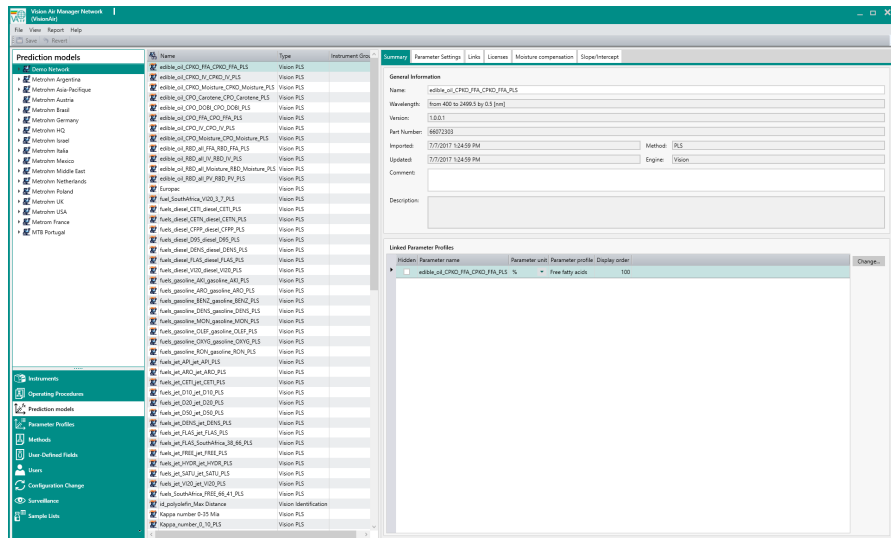 Vision Air Manager Network
(VisionAir)
File View Report Help
Save Revert
Prediction models
Demo Network
Metrohm Argentina
Metrohm Asia-Pacifique
Metrohm Austria
Metrohm Brasil
Metrohm Germany
Metrohm HQ
Metrohm Israel
Metrohm Italia
Metrohm Mexico
Metrohm Middle East
Metrohm Netherlands
Metrohm Poland
Metrohm UK
Metrohm USA
Metrom France
MTB Portugal
Instruments
Operating Procedures
Prediction models
Parameter Profiles
Methods
User-Defined Fields
Users
Configuration Change
Surveillance
Sample Lists
Name Type Instrument Grou
edible_oil_CPKO_FFA_CPKO_FFA_PLS Vision PLS
edible_oil_CPKO_IV_CPKO_IV_PLS Vision PLS
edible_oil_CPKO_Moisture_CPKO_Moisture_PLS Vision PLS
edible_oil_CPO_Carotene_CPO_Carotene_PLS Vision PLS
edible_oil_CPO_DOBI_CPO_DOBI_PLS Vision PLS
edible_oil_CPO_FFA_CPO_FFA_PLS Vision PLS
edible_oil_CPO_IV_CPO_IV_PLS Vision PLS
edible_oil_CPO_Moisture_CPO_Moisture_PLS Vision PLS
edible_oil_RBD_all_FFA_RBD_FFA_PLS Vision PLS
edible_oil_RBD_all_IV_RBD_IV_PLS Vision PLS
edible_oil_RBD_all_Moisture_RBD_Moisture_PLS Vision PLS
edible_oil_RBD_all_PV_RBD_PV_PLS Vision PLS
Europac Vision PLS
fuel_SouthAfrica_VI20_3_7_PLS Vision PLS
fuels_diesel_CETI_diesel_CETI_PLS Vision PLS
fuels_diesel_CETN_diesel_CETN_PLS Vision PLS
fuels_diesel_CFPP_diesel_CFPP_PLS Vision PLS
fuels_diesel_D95_diesel_D95_PLS Vision PLS
fuels_diesel_DENS_diesel_DENS_PLS Vision PLS
fuels_diesel_FLAS_diesel_FLAS_PLS Vision PLS
fuels_diesel_VI20_diesel_VI20_PLS Vision PLS
fuels_gasoline_AKI_gasoline_AKI_PLS Vision PLS
fuels_gasoline_ARO_gasoline_ARO_PLS Vision PLS
fuels_gasoline_BENZ_gasoline_BENZ_PLS Vision PLS
fuels_gasoline_DENS_gasoline_DENS_PLS Vision PLS
fuels_gasoline_MON_gasoline_MON_PLS Vision PLS
fuels_gasoline_OLEF_gasoline_OLEF_PLS Vision PLS
fuels_gasoline_OXYG_gasoline_OXYG_PLS Vision PLS
fuels_gasoline_RON_gasoline_RON_PLS Vision PLS
fuels_jet_API_jet_API_PLS Vision PLS
fuels_jet_ARO_jet_ARO_PLS Vision PLS
fuels_jet_CETI_jet_CETI_PLS Vision PLS
fuels_jet_D10_jet_D10_PLS Vision PLS
fuels_jet_D20_jet_D20_PLS Vision PLS
fuels_jet_D50_jet_D50_PLS Vision PLS
fuels_jet_DENS_jet_DENS_PLS Vision PLS
fuels_jet_FLAS_jet_FLAS_PLS Vision PLS
fuels_jet_FLAS_SouthAfrica_38_66_PLS Vision PLS
fuels_jet_FREE_jet_FREE_PLS Vision PLS
fuels_jet_HYDR_jet_HYDR_PLS Vision PLS
fuels_jet_SATU_jet_SATU_PLS Vision PLS
fuels_jet_VI20_jet_VI20_PLS Vision PLS
fuels_SouthAfrica_FREE_66_41_PLS Vision PLS
id_polyolefin_Max Distance Vision Identification
Kappa number 0-35 Mia Vision PLS
Kappa_number_0_10_PLS Vision PLS
Summary Parameter Settings Links Licenses Moisture compensation Slope/Intercept
General Information
Name: edible_oil_CPKO_FFA_CPKO_FFA_PLS
Wavelength: from 400 to 2499.5 by 0.5 [nm]
Version: 1.0.0.1
Part Number: 66072303
Imported: 7/7/2017 1:24:59 PM Method: PLS
Updated: 7/7/2017 1:24:59 PM Engine: Vision
Comment:
Description:
Linked Parameter Profiles
Hidden Parameter name Parameter unit Parameter profile Display order
edible_oil_CPKO_FFA_CPKO_FFA_PLS % Free fatty acids 100
Change...